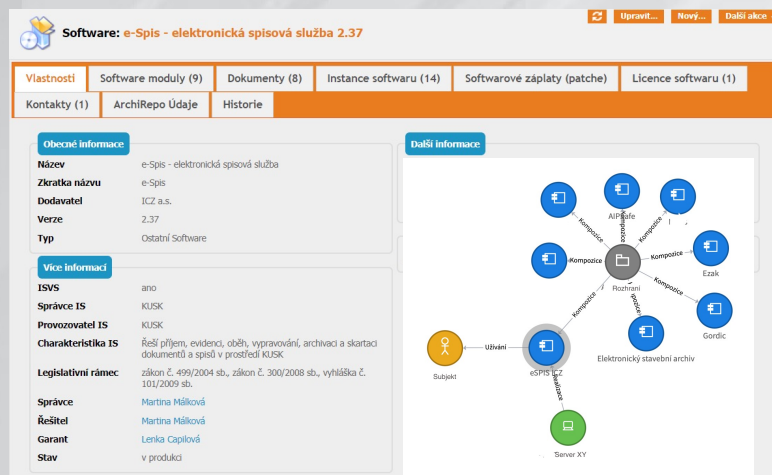 Software: e-Spis - elektronická spisová služba 2.37
Upravit... Nový... Další akce
Vlastnosti Software moduly (9) Dokumenty (8) Instance softwaru (14) Softwarové záplaty (patche) Licence softwaru (1)
Kontakty (1) ArchiRepo Údaje Historie
Obecné informace
Název e-Spis - elektronická spisová služba
Zkratka názvu e-Spis
Dodavatel ICZ a.s.
Verze 2.37
Typ Ostatní Software
Více informací
ISVS ano
Správce IS KUSK
Provozovatel IS KUSK
Charakteristika IS Řeší příjem, evidenci, oběh, vypravování, archivaci a skartaci
dokumentů a spisů v prostředí KUSK
Legislativní rámec zákon č. 499/2004 sb., zákon č. 300/2008 sb., vyhláška č.
101/2009 sb.
Správce Martina Málková
Řešitel Martina Málková
Garant Lenka Capilová
Stav v produkci
Další informace
AIPSafe
Kompozice
Kompozice
Kompozice
Kompozice
Kompozice
Kompozice
Kompozice
Ezak
Rozhraní
Gordic
Elektronický stavební archiv
Užívání
eSPIS ICZ
Subjekt
Realizace
Server XY